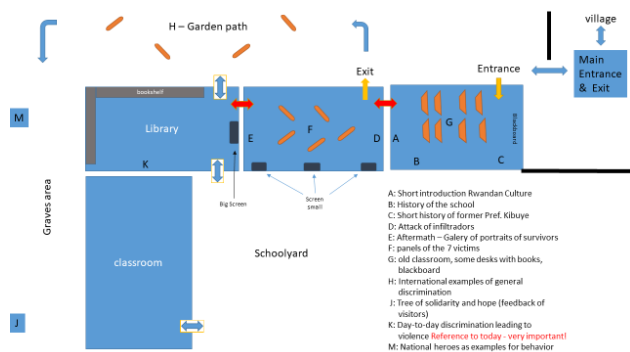 village
H – Garden path
Main
Entrance
& Exit
Exit
Entrance
bookshelf
M
Library
E
F
D
A
G
Blackboard
K
B
C
Big Screen
Screen
small
Graves area
classroom
Schoolyard
J
A: Short introduction Rwandan Culture
B: History of the school
C: Short history of former Pref. Kibuye
D: Attack of infiltradors
E: Aftermath – Galery of portraits of survivors
F: panels of the 7 victims
G: old classroom, some desks with books,
blackboard
H: International examples of general
discrimination
J: Tree of solidarity and hope (feedback of
visitors)
K: Day-to-day discrimination leading to
violence Reference to today - very important!
M: National heroes as examples for behavior